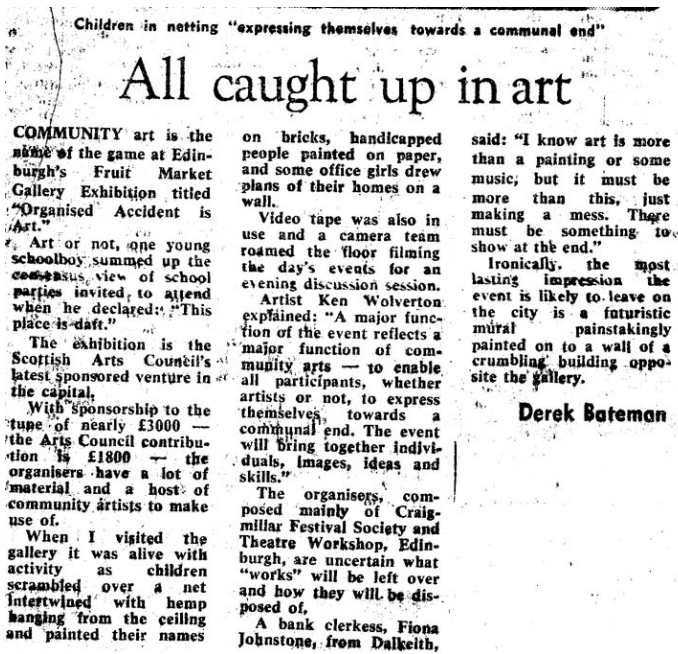 Children in netting "expressing themselves towards a communal end"
All caught up in art
COMMUNITY art is the
name of the game at Edin-
burgh's Fruit Market
Gallery Exhibition titled
"Organised Accident is
Art."
Art or not, one young
schoolboy summed up the
consensus view of school
parties invited to attend
when he declared: "This
place is daft."
The exhibition is the
Scottish Arts Council's
latest sponsored venture in
the capital.
With sponsorship to the
tune of nearly £3000 —
the Arts Council contribu-
tion is £1800 — the
organisers have a lot of
material and a host of
community artists to make
use of.
When I visited the
gallery it was alive with
activity as children
scrambled over a net
intertwined with hemp
hanging from the ceiling
and painted their names
on bricks, handicapped
people painted on paper,
and some office girls drew
plans of their homes on a
wall.
Video tape was also in
use and a camera team
roamed the floor filming
the day's events for an
evening discussion session.
Artist Ken Wolverton
explained: "A major func-
tion of the event reflects a
major function of com-
munity arts — to enable
all participants, whether
artists or not, to express
themselves towards a
communal end. The event
will bring together indivi-
duals, images, ideas and
skills."
The organisers, com-
posed mainly of Craig-
millar Festival Society and
Theatre Workshop, Edin-
burgh, are uncertain what
"works" will be left over
and how they will be dis-
posed of.
A bank clerkess, Fiona
Johnstone, from Dalkeith,
said: "I know art is more
than a painting or some
music, but it must be
more than this, just
making a mess. There
must be something to
show at the end."
Ironically, the most
lasting impression the
event is likely to leave on
the city is a futuristic
mural painstakingly
painted on to a wall of a
crumbling building oppo-
site the gallery.
Derek Bateman